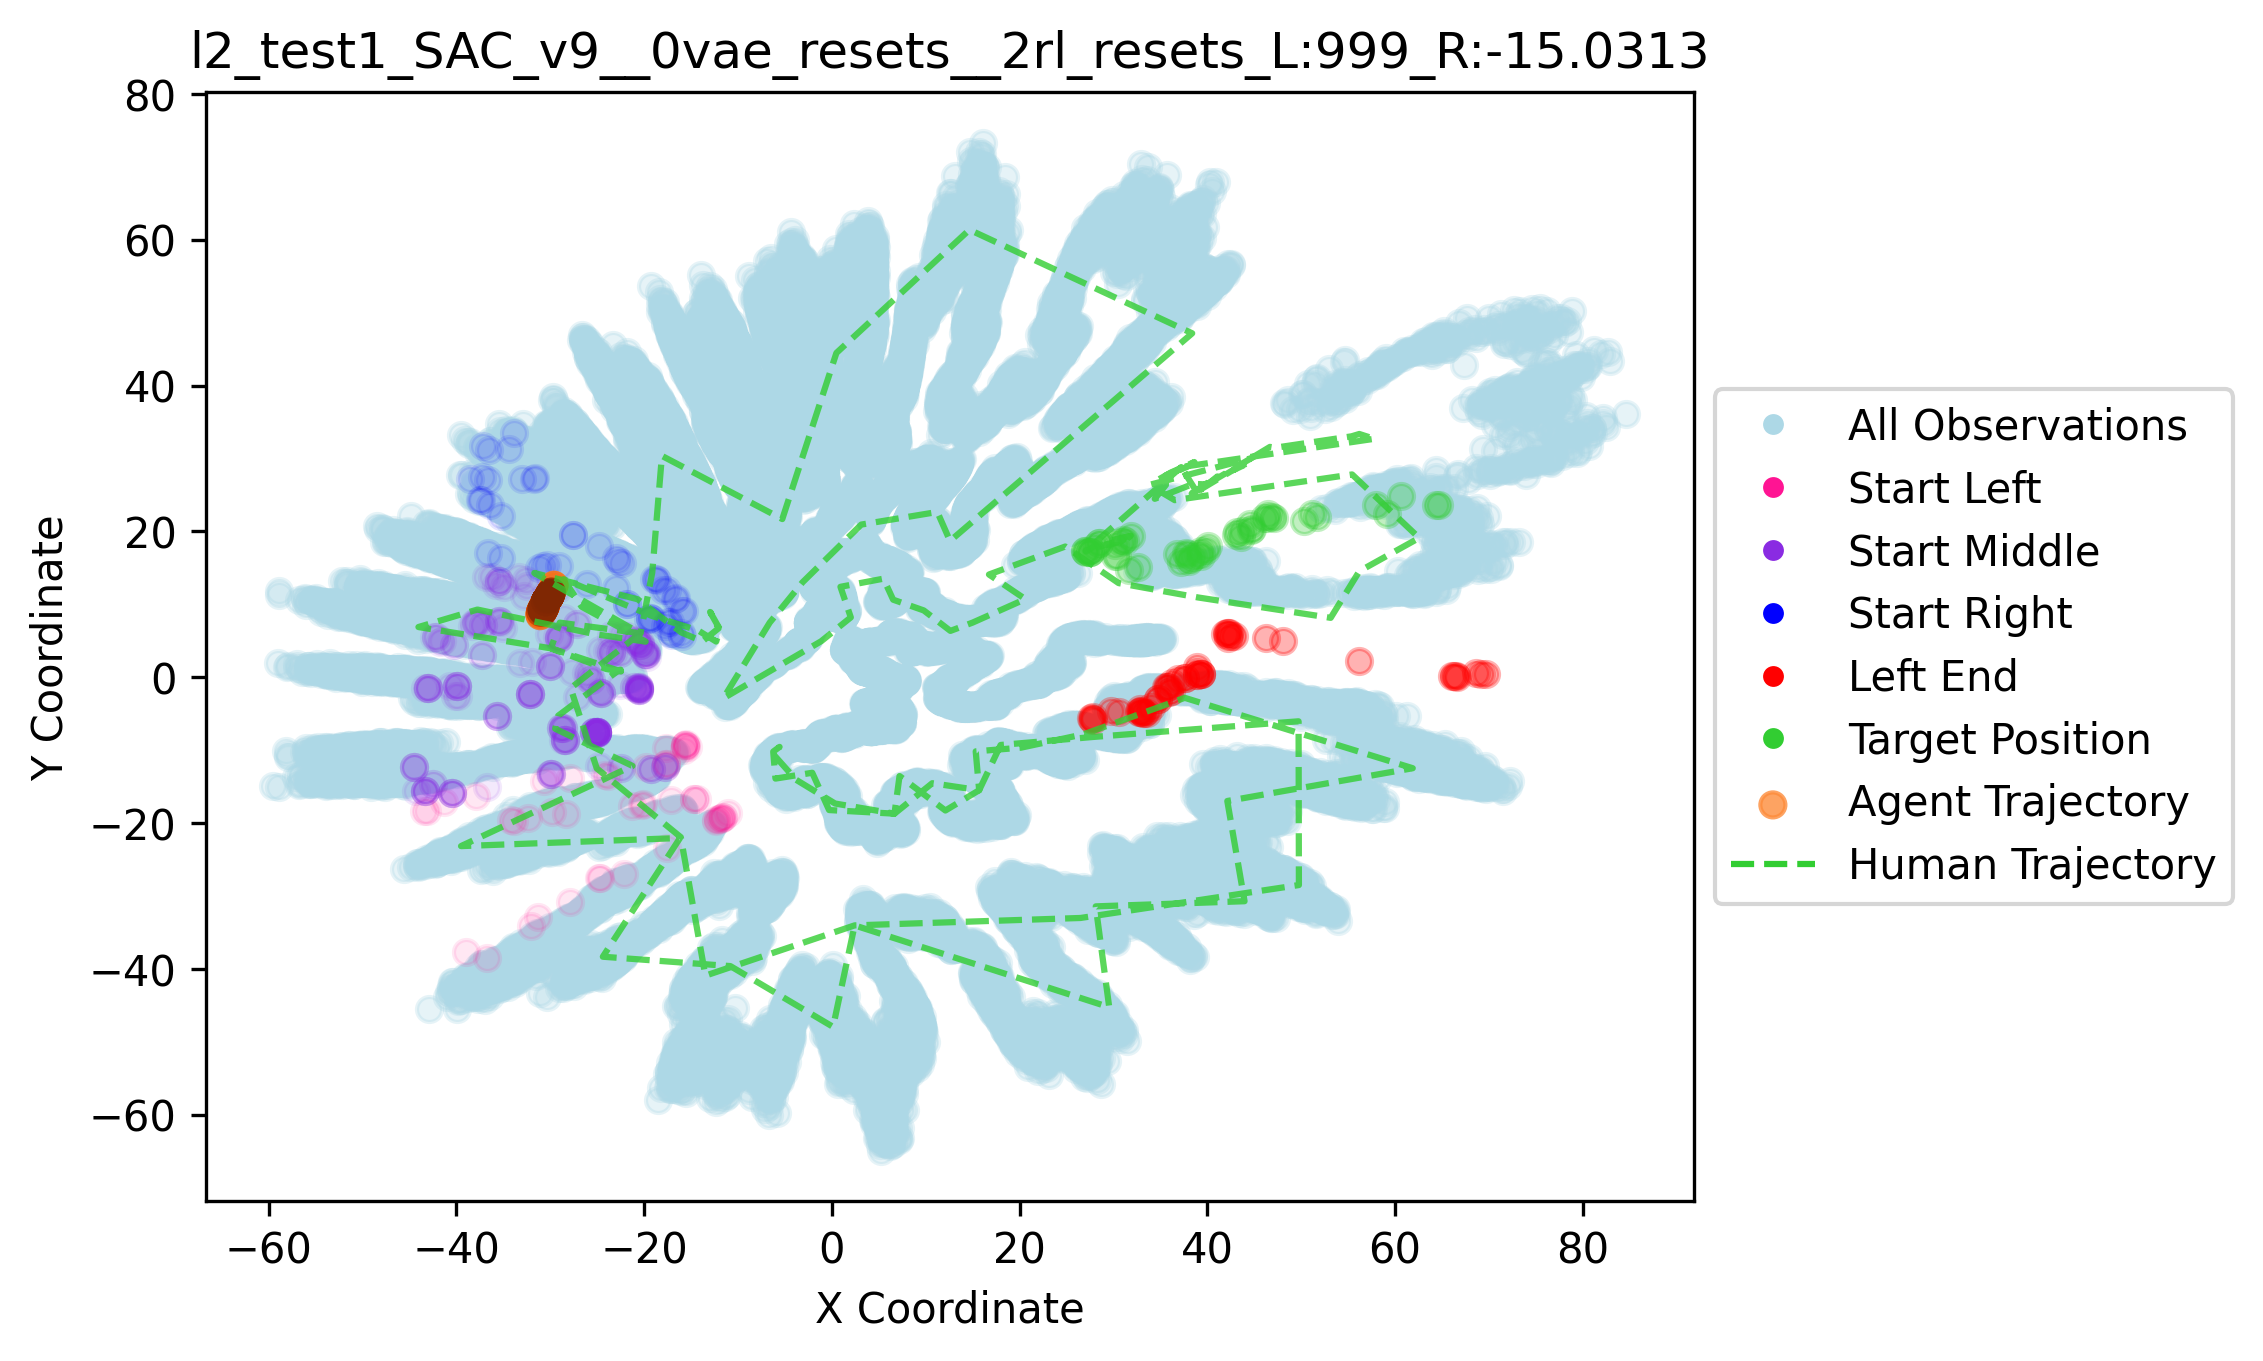 l2_test1_SAC_v9__0vae_resets__2rl_resets_L:999_R:-15.0313
80
60
40
20
0
−20
−40
−60
Y Coordinate
−60
−40
−20
0
20
40
60
80
X Coordinate
All Observations
Start Left
Start Middle
Start Right
Left End
Target Position
Agent Trajectory
Human Trajectory